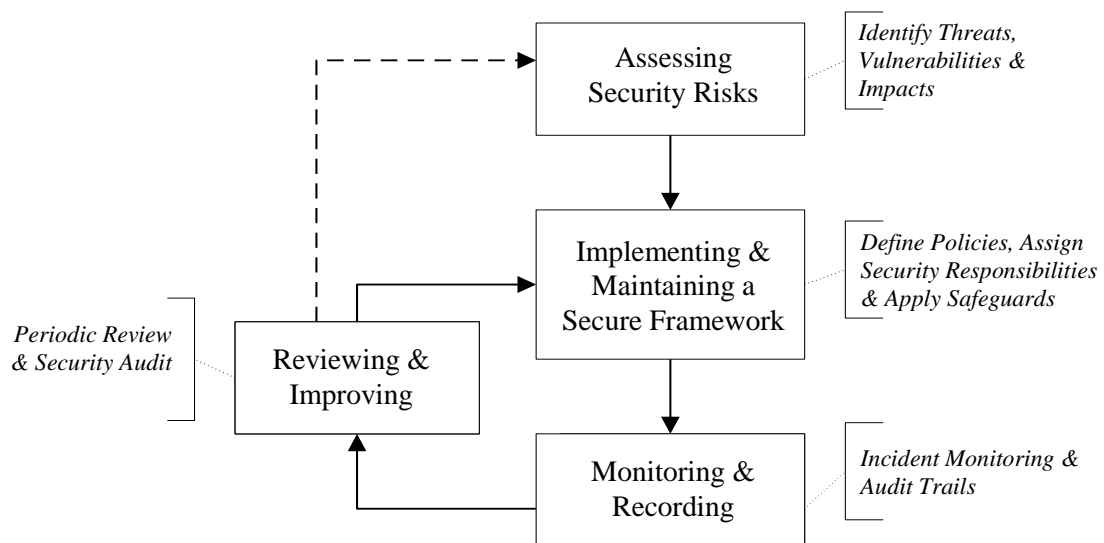 Assessing
Security Risks
Identify Threats,
Vulnerabilities &
Impacts
Implementing &
Maintaining a
Secure Framework
Define Policies, Assign
Security Responsibilities
& Apply Safeguards
Periodic Review
& Security Audit
Reviewing &
Improving
Monitoring &
Recording
Incident Monitoring &
Audit Trails